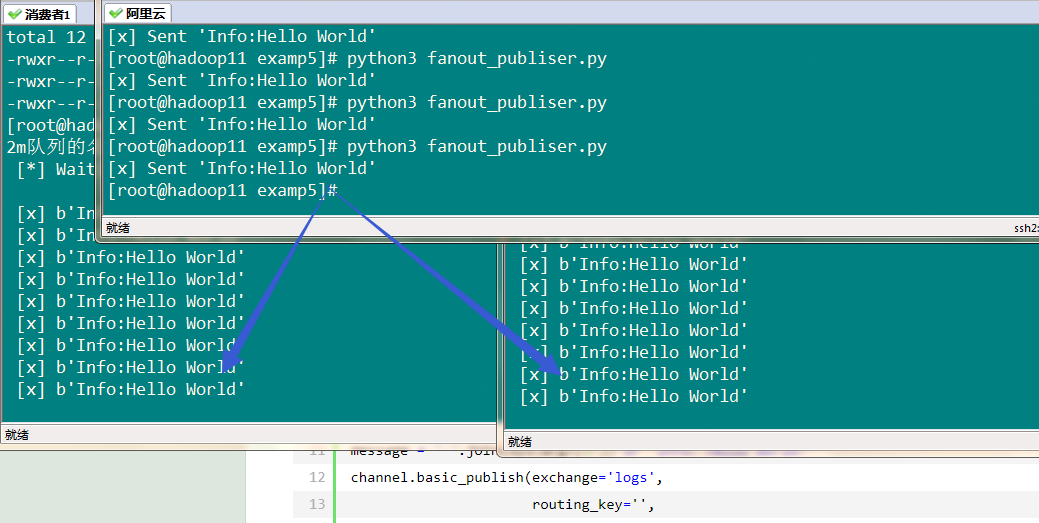 消费者1
阿里云
total 12
-rwxr--r-
-rwxr--r-
-rwxr--r-
[root@had
2m队列的名
[*] Wait
[x] b'In
[x] b'In
[x] b'Info:Hello World'
[x] b'Info:Hello World'
[x] b'Info:Hello World'
[x] b'Info:Hello World'
[x] b'Info:Hello World'
[x] b'Info:Hello World'
[x] b'Info:Hello World'
就绪
[x] Sent 'Info:Hello World'
[root@hadoop11 examp5]# python3 fanout_publiser.py
[x] Sent 'Info:Hello World'
[root@hadoop11 examp5]# python3 fanout_publiser.py
[x] Sent 'Info:Hello World'
[root@hadoop11 examp5]# python3 fanout_publiser.py
[x] Sent 'Info:Hello World'
[root@hadoop11 examp5]#
就绪 ssh2:
[x] b'Info:Hello World'
[x] b'Info:Hello World'
[x] b'Info:Hello World'
[x] b'Info:Hello World'
[x] b'Info:Hello World'
[x] b'Info:Hello World'
[x] b'Info:Hello World'
[x] b'Info:Hello World'
就绪
11 message = .join
12 channel.basic_publish(exchange='logs',
13 routing_key='',